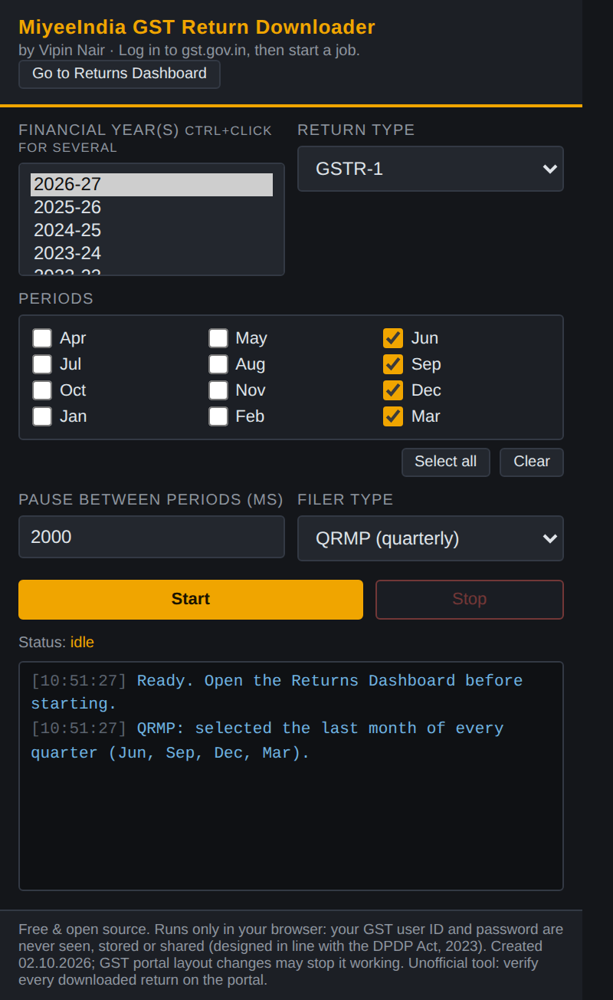 MiyeeIndia GST Return Downloader
by Vipin Nair · Log in to gst.gov.in, then start a job.
Go to Returns Dashboard
FINANCIAL YEAR(S) CTRL+CLICK
FOR SEVERAL
RETURN TYPE
2026-27
2025-26
2024-25
2023-24
GSTR-1
PERIODS
Apr May Jun
Jul Aug Sep
Oct Nov Dec
Jan Feb Mar
Select all Clear
PAUSE BETWEEN PERIODS (MS) FILER TYPE
2000 QRMP (quarterly)
Start Stop
Status: idle
[10:51:27] Ready. Open the Returns Dashboard before
starting.
[10:51:27] QRMP: selected the last month of every
quarter (Jun, Sep, Dec, Mar).
Free & open source. Runs only in your browser: your GST user ID and password are
never seen, stored or shared (designed in line with the DPDP Act, 2023). Created
02.10.2026; GST portal layout changes may stop it working. Unofficial tool: verify
every downloaded return on the portal.